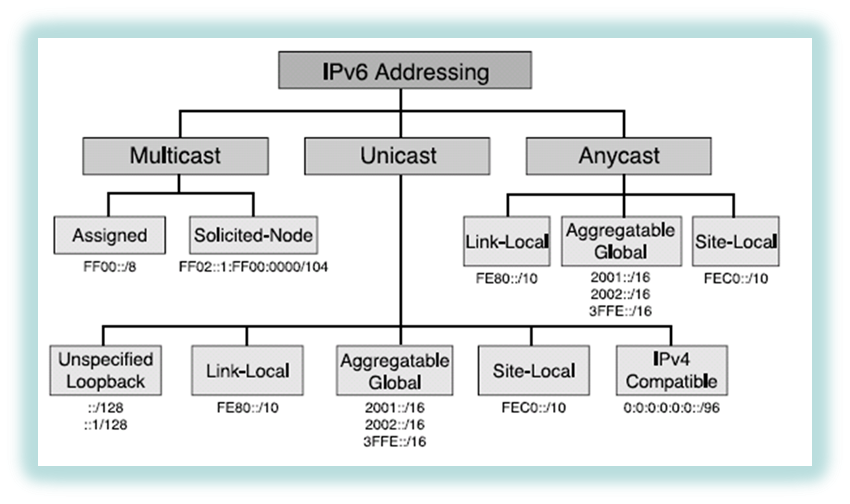 IPv6 Addressing
Multicast
Unicast
Anycast
Assigned
FF00::/8
Solicited-Node
FF02::1:FF00:0000/104
Link-Local
FE80::/10
Aggregatable
Global
2001::/16
2002::/16
3FFE::/16
Site-Local
FEC0::/10
Unspecified
Loopback
::/128
::1/128
Link-Local
FE80::/10
Aggregatable
Global
2001::/16
2002::/16
3FFE::/16
Site-Local
FEC0::/10
IPv4
Compatible
0:0:0:0:0:0::/96